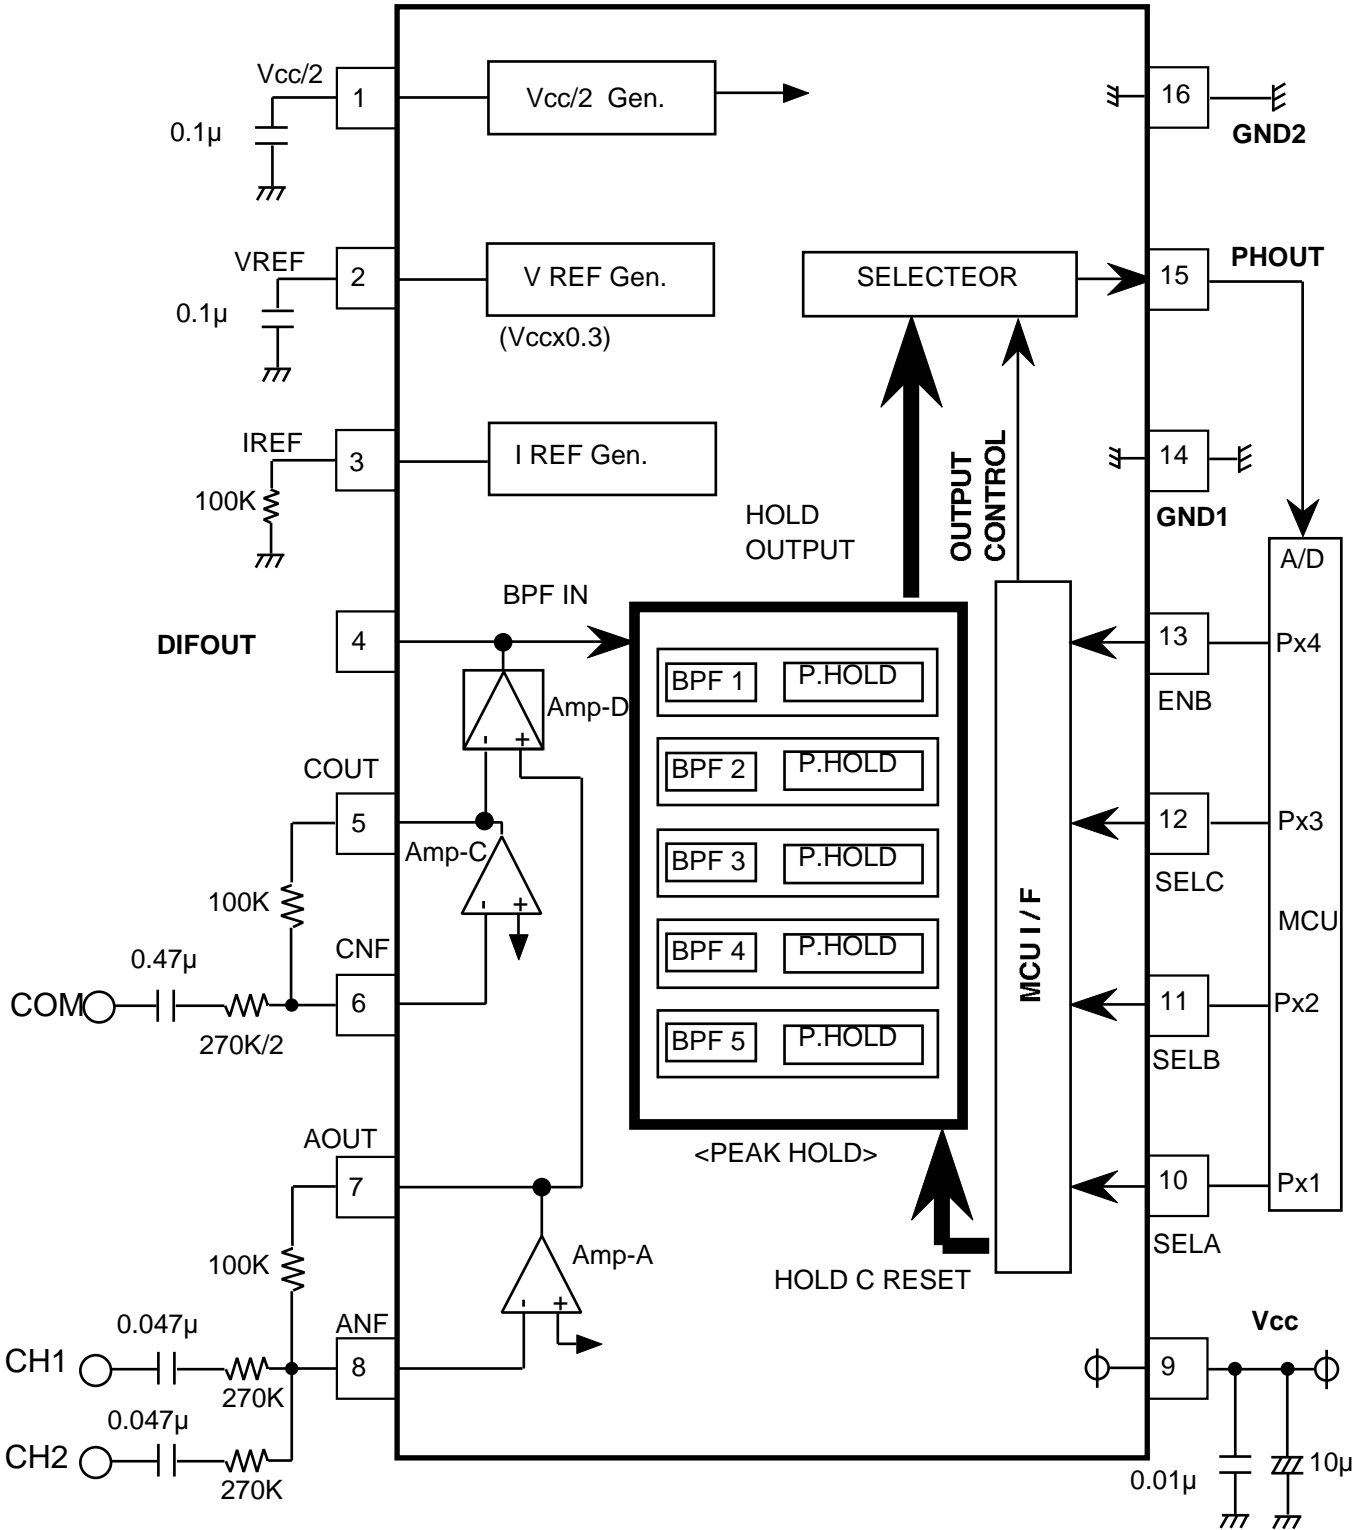 Vcc/2
1
0.1µ
Vcc/2 Gen.
16
GND2
VREF
2
0.1µ
V REF Gen.
(Vccx0.3)
SELECTEOR
15
PHOUT
IREF
3
100K
I REF Gen.
HOLD
OUTPUT
OUTPUT
CONTROL
14
GND1
A/D
DIFOUT
4
BPF IN
Amp-D
- +
13
ENB
Px4
COUT
5
Amp-C
- +
100K
CNF
6
0.47µ
COM
270K/2
BPF 1 P.HOLD
BPF 2 P.HOLD
BPF 3 P.HOLD
BPF 4 P.HOLD
BPF 5 P.HOLD
<PEAK HOLD>
MCU I / F
12
SELC
Px3
MCU
11
SELB
Px2
10
SELA
Px1
AOUT
7
100K
Amp-A
- +
HOLD C RESET
ANF
8
0.047µ
CH1
270K
0.047µ
CH2
270K
Vcc
9
0.01µ
10µ